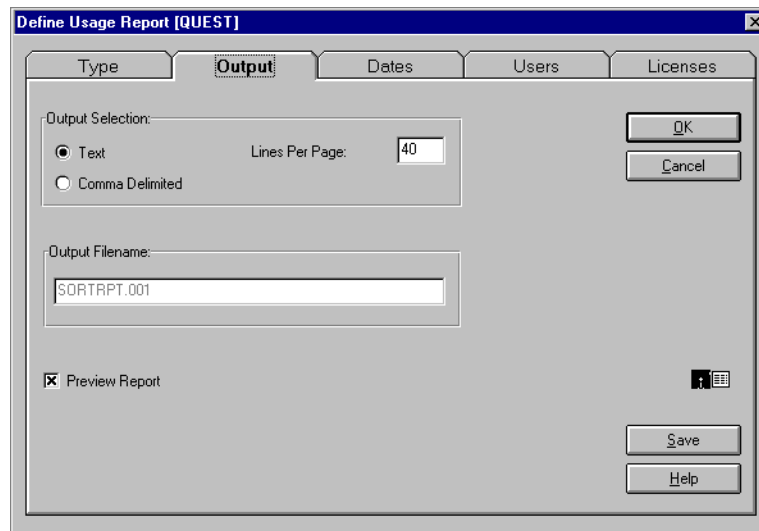 Define Usage Report [QUEST]
Type Output Dates Users Licenses
Output Selection:
Text Lines Per Page: 40
Comma Delimited
OK
Cancel
Output Filename:
SORTRPT.001
Preview Report
Save
Help